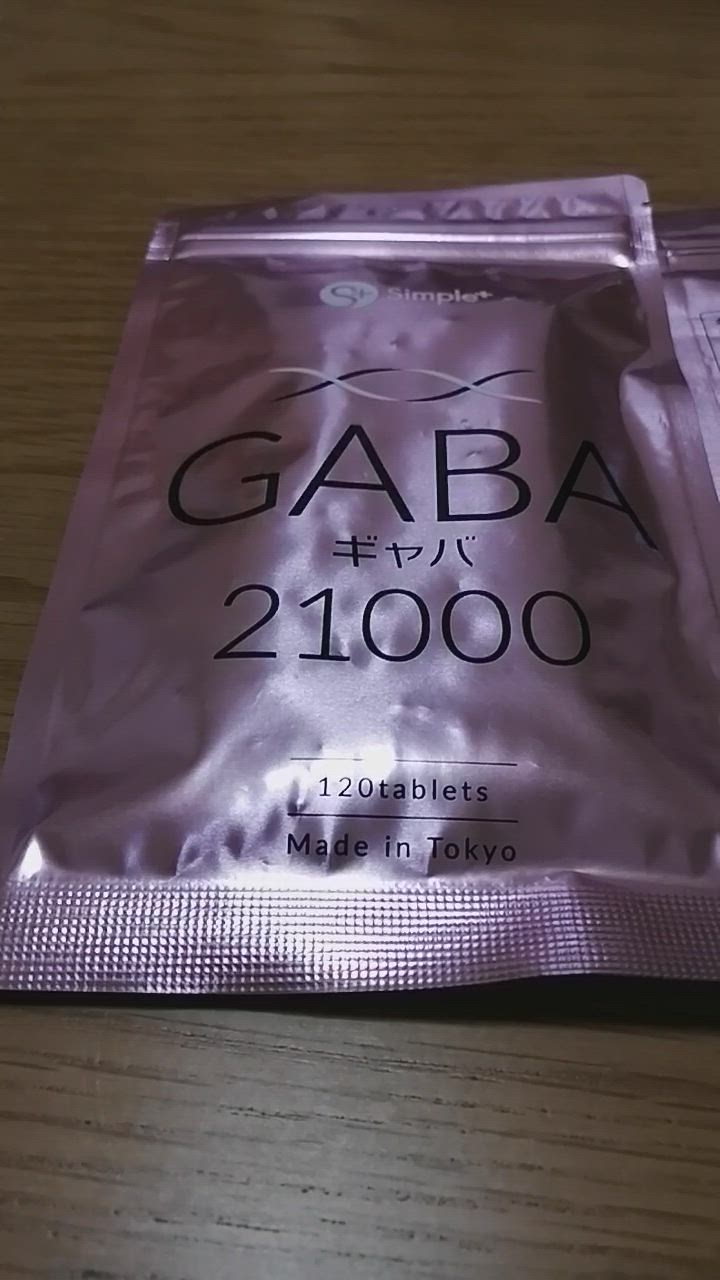 S+ Simple+
GABA
ギャバ
21000
120tablets
Made in Tokyo